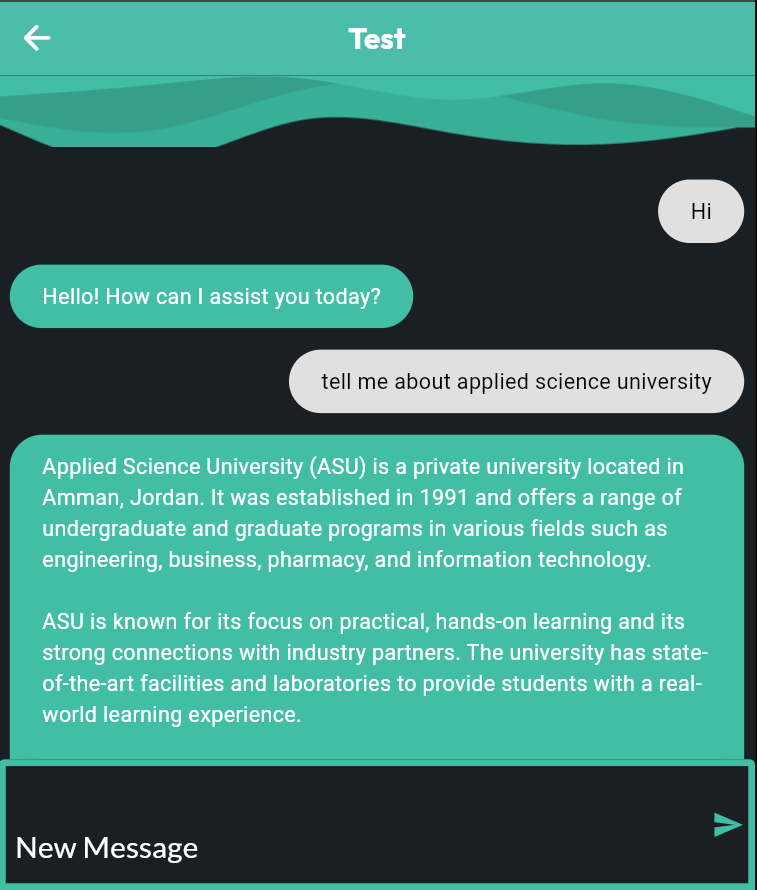 Test
Hi
Hello! How can I assist you today?
tell me about applied science university
Applied Science University (ASU) is a private university located in
Amman, Jordan. It was established in 1991 and offers a range of
undergraduate and graduate programs in various fields such as
engineering, business, pharmacy, and information technology.
ASU is known for its focus on practical, hands-on learning and its
strong connections with industry partners. The university has state-
of-the-art facilities and laboratories to provide students with a real-
world learning experience.
New Message